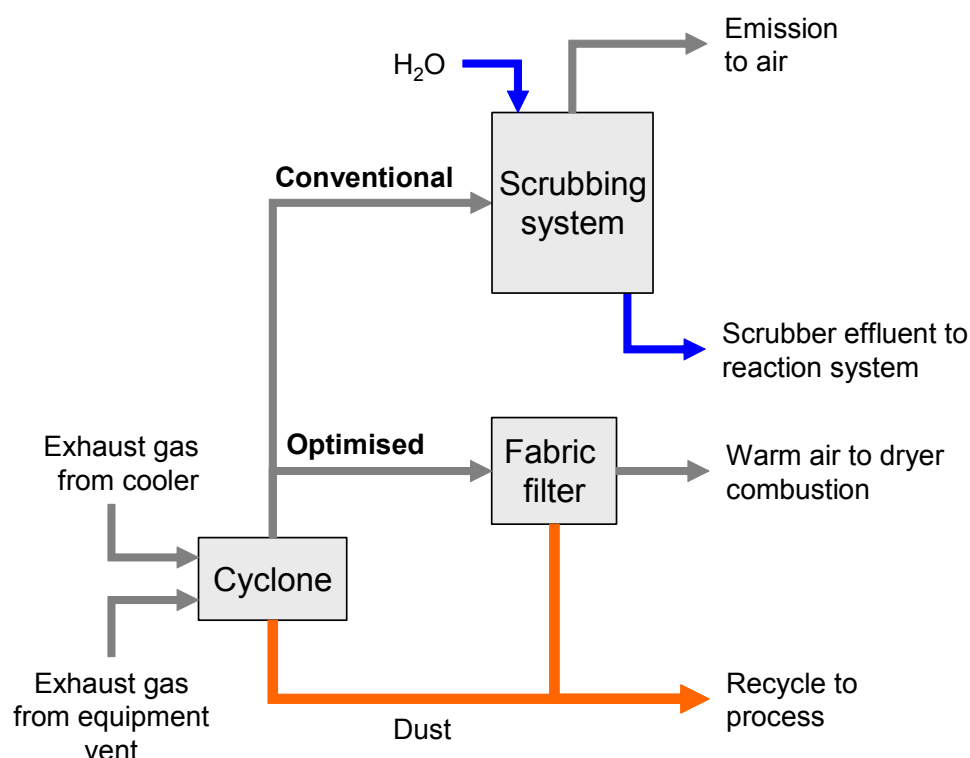 Emission
to air
H₂O
Conventional
Scrubbing
system
Scrubber effluent to
reaction system
Exhaust gas
from cooler
Optimised
Fabric
filter
Warm air to dryer
combustion
Cyclone
Exhaust gas
from equipment
vent
Dust
Recycle to
process